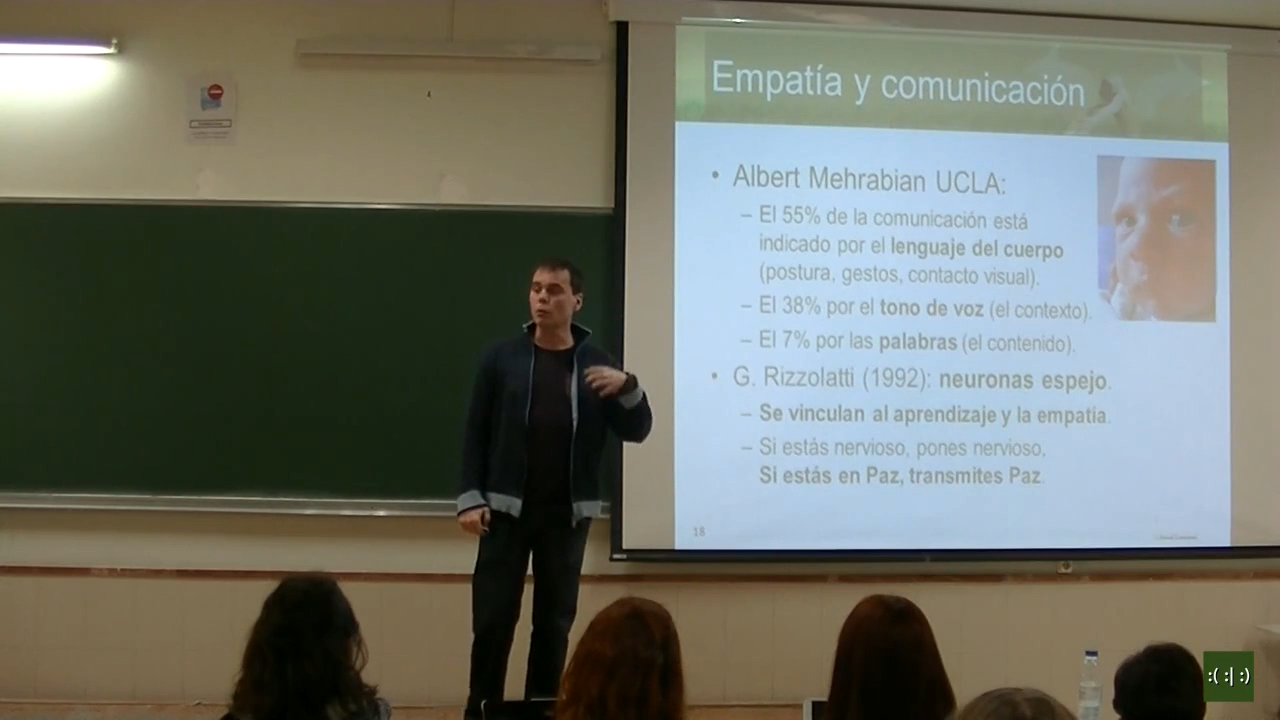 Empatía y comunicación
• Albert Mehrabian UCLA:
– El 55% de la comunicación está
indicado por el lenguaje del cuerpo
(postura, gestos, contacto visual).
– El 38% por el tono de voz (el contexto).
– El 7% por las palabras (el contenido).
• G. Rizzolatti (1992): neuronas espejo.
– Se vinculan al aprendizaje y la empatía.
– Si estás nervioso, pones nervioso,
Si estás en Paz, transmites Paz.
18
:( :| :)